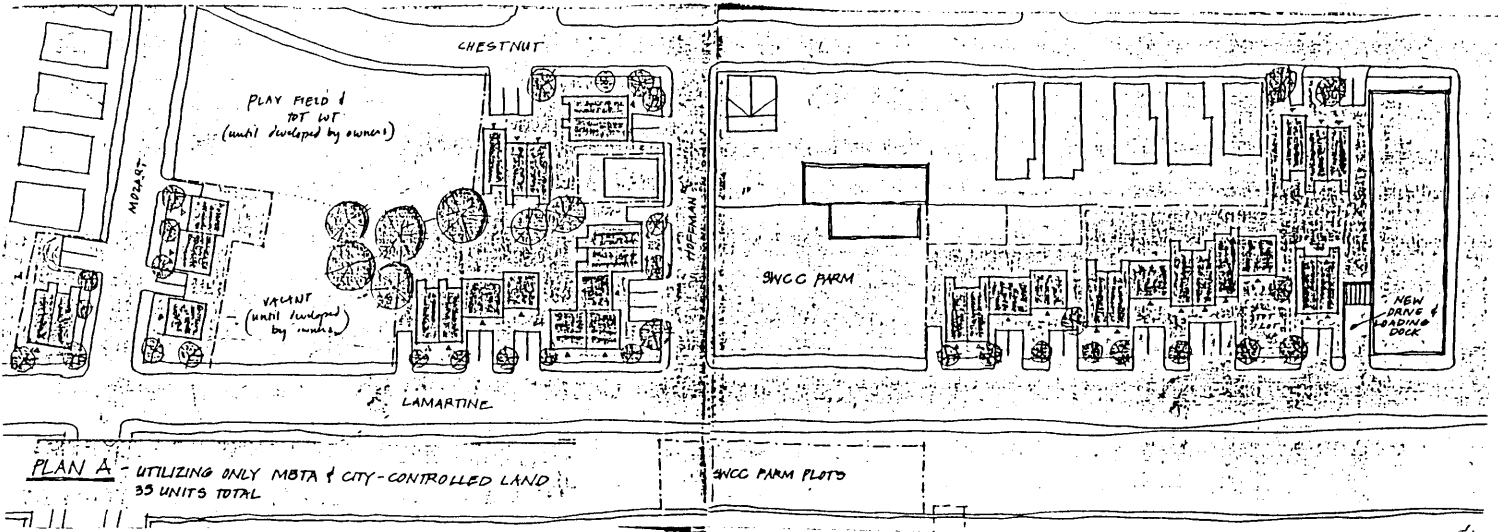 CHESTNUT
PLAY FIELD &
TOT LOT
(until developed by owners)
MOZART
HOFFMAN
VACANT
(until developed
by owners)
SWCC FARM
NEW
DRIVE &
LOADING
DOCK
LAMARTINE
PLAN A - UTILIZING ONLY MBTA & CITY-CONTROLLED LAND
33 UNITS TOTAL
SWCC FARM PLOTS